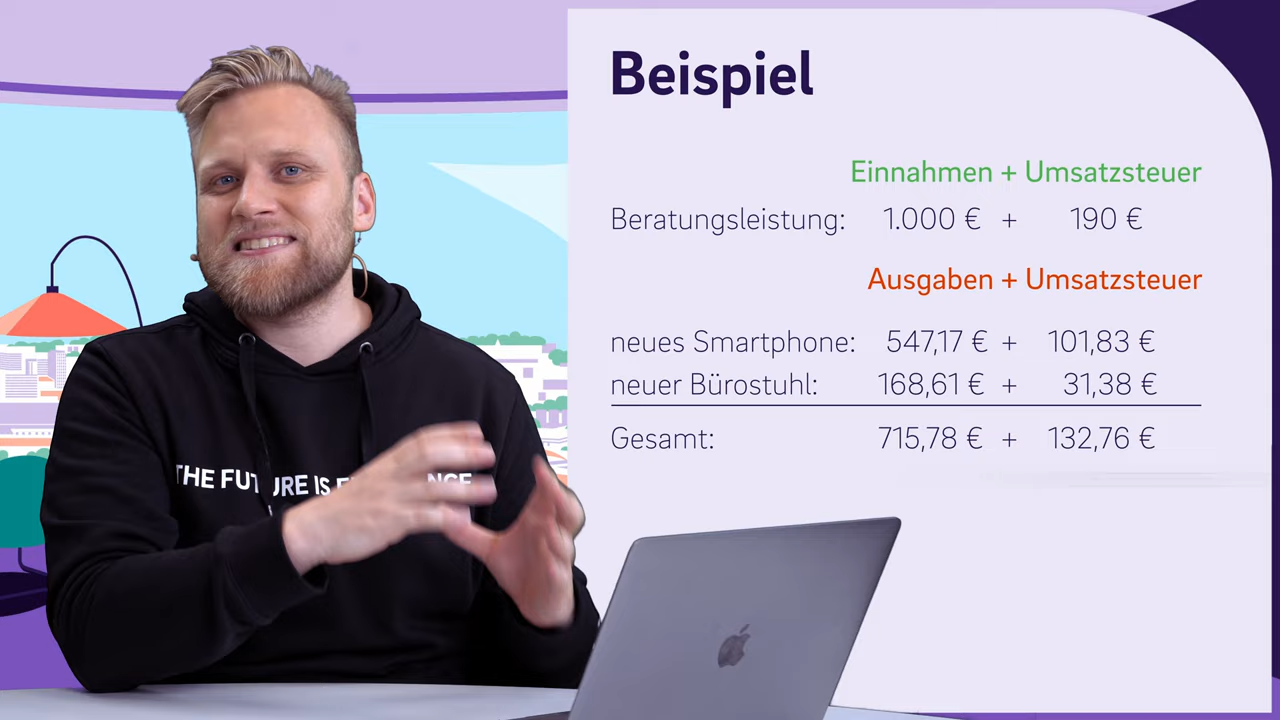 Beispiel
Einnahmen + Umsatzsteuer
Beratungsleistung: 1.000 € + 190 €
Ausgaben + Umsatzsteuer
neues Smartphone: 547,17 € + 101,83 €
neuer Bürostuhl: 168,61 € + 31,38 €
Gesamt: 715,78 € + 132,76 €
THE FUTURE IS